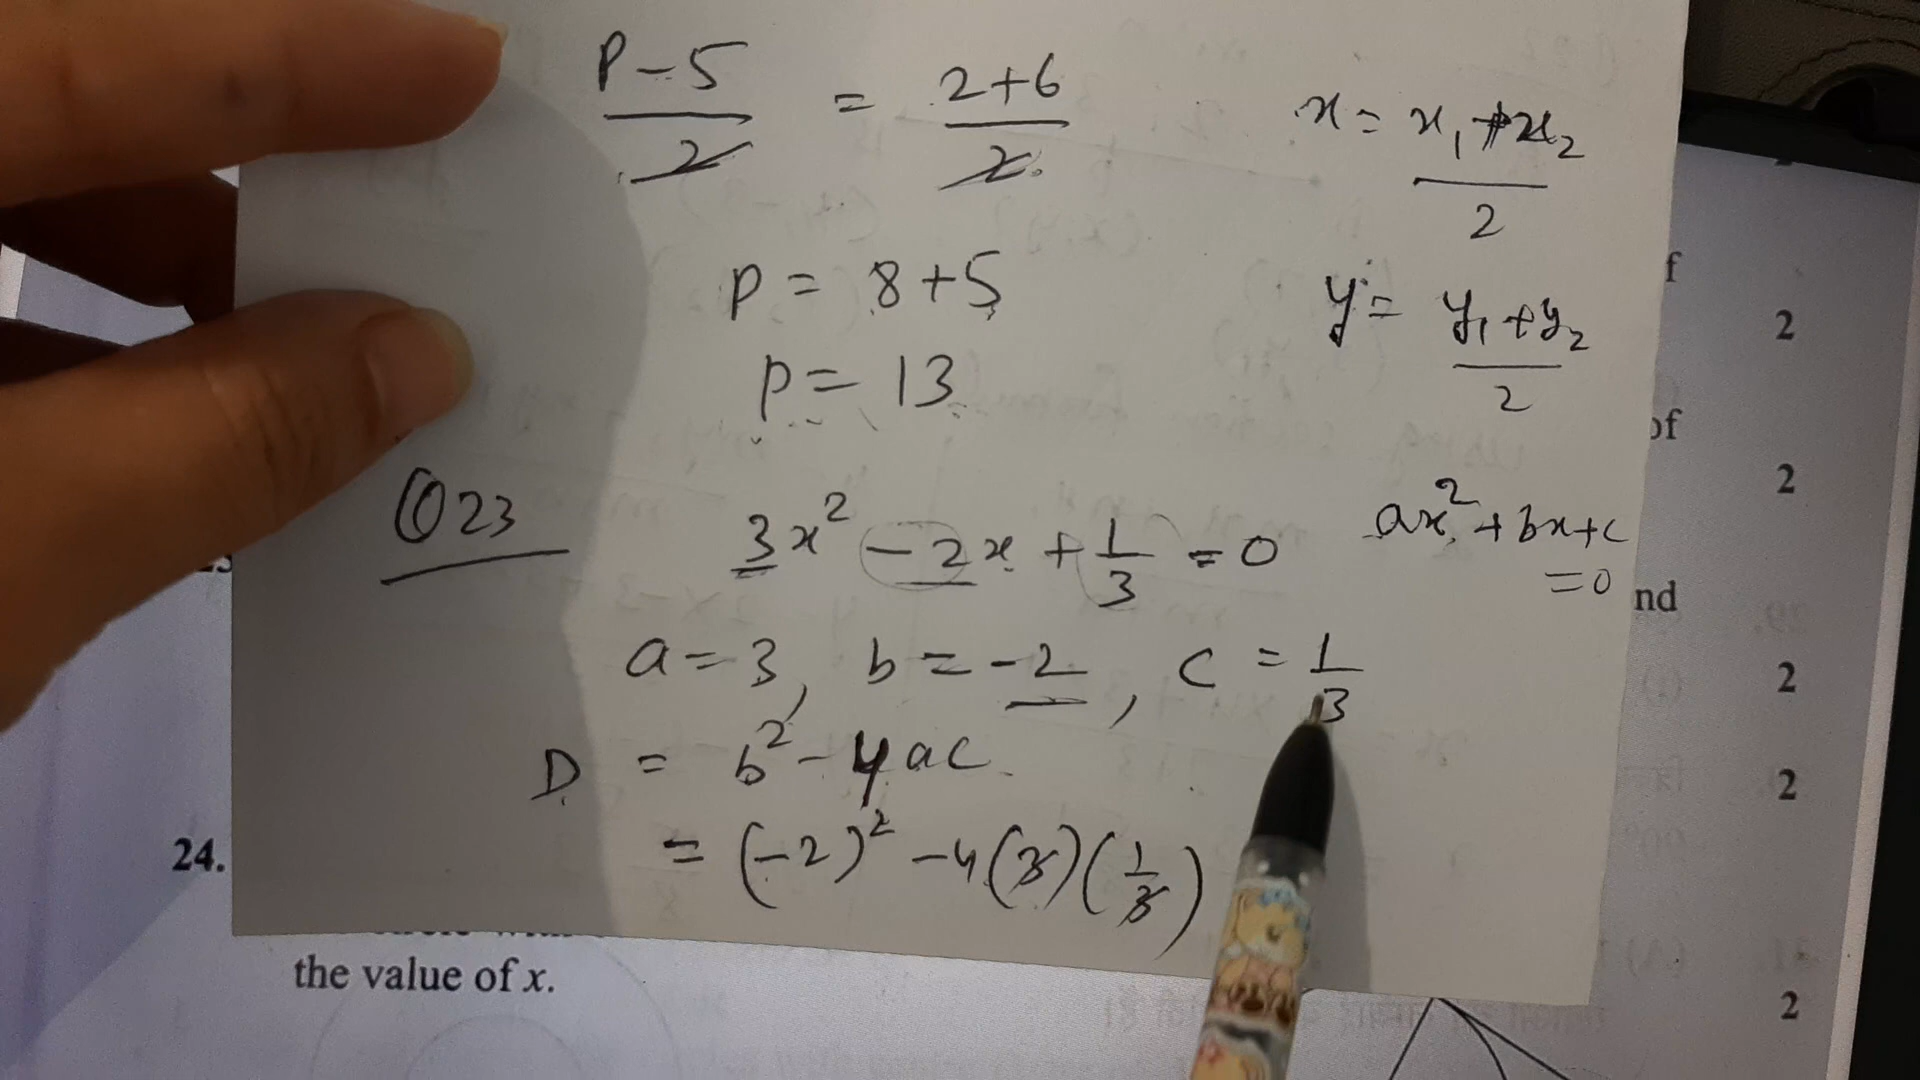 P-5/2 = 2+6/2
x = x₁+x₂/2
P = 8+5
y = y₁+y₂/2
P = 13
f
2
of
2
Q23
3x² -2x + 1/3 = 0
ax²+bx+c
=0
nd
a = 3, b = -2, c = 1/3
2
D = b²-4ac
2
= (-2)² -4(3)(1/3)
24.
the value of x.
2